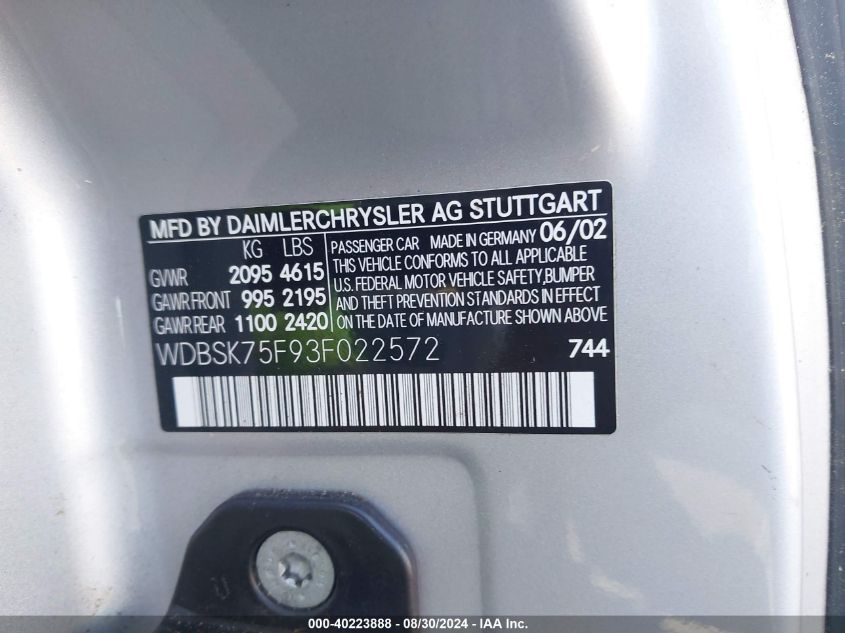 MFD BY DAIMLERCHRYSLER AG STUTTGART
KG LBS
GVWR 2095 4615
GAWR FRONT 995 2195
GAWR REAR 1100 2420
PASSENGER CAR MADE IN GERMANY 06/02
THIS VEHICLE CONFORMS TO ALL APPLICABLE
U.S. FEDERAL MOTOR VEHICLE SAFETY,BUMPER
AND THEFT PREVENTION STANDARDS IN EFFECT
ON THE DATE OF MANUFACTURE SHOWN ABOVE
WDBSK75F93F022572 744
000-40223888 - 08/30/2024 - IAA Inc.